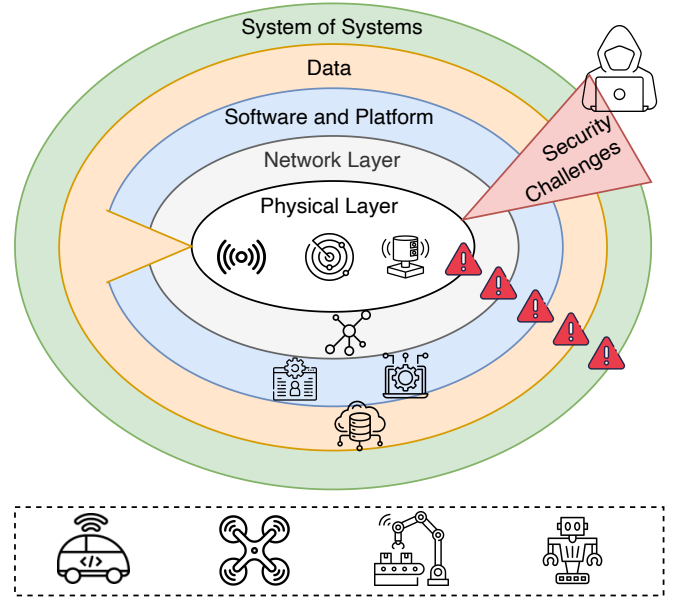 System of Systems
Data
Software and Platform
Network Layer
Physical Layer
Security
Challenges
</>